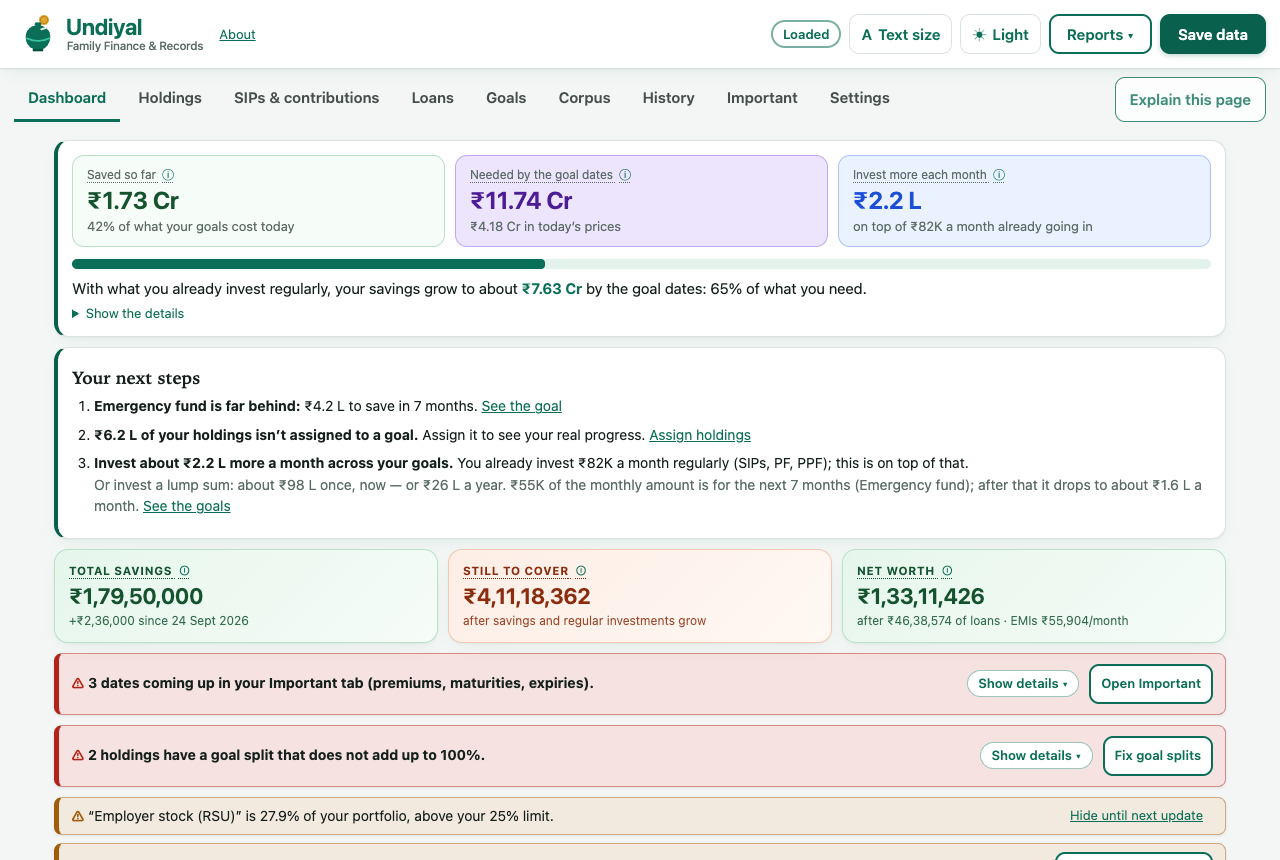 Undiyal
Family Finance & Records
About
Loaded
A Text size
☀ Light
Reports ▾
Save data
Dashboard
Holdings
SIPs & contributions
Loans
Goals
Corpus
History
Important
Settings
Explain this page
Saved so far ⓘ
₹1.73 Cr
42% of what your goals cost today
Needed by the goal dates ⓘ
₹11.74 Cr
₹4.18 Cr in today’s prices
Invest more each month ⓘ
₹2.2 L
on top of ₹82K a month already going in
With what you already invest regularly, your savings grow to about ₹7.63 Cr by the goal dates: 65% of what you need.
▶ Show the details
Your next steps
1. Emergency fund is far behind: ₹4.2 L to save in 7 months. See the goal
2. ₹6.2 L of your holdings isn’t assigned to a goal. Assign it to see your real progress. Assign holdings
3. Invest about ₹2.2 L more a month across your goals. You already invest ₹82K a month regularly (SIPs, PF, PPF); this is on top of that.
Or invest a lump sum: about ₹98 L once, now — or ₹26 L a year. ₹55K of the monthly amount is for the next 7 months (Emergency fund); after that it drops to about ₹1.6 L a
month. See the goals
TOTAL SAVINGS ⓘ
₹1,79,50,000
+₹2,36,000 since 24 Sept 2026
STILL TO COVER ⓘ
₹4,11,18,362
after savings and regular investments grow
NET WORTH ⓘ
₹1,33,11,426
after ₹46,38,574 of loans · EMIs ₹55,904/month
⚠ 3 dates coming up in your Important tab (premiums, maturities, expiries).
Show details ▾
Open Important
⚠ 2 holdings have a goal split that does not add up to 100%.
Show details ▾
Fix goal splits
⚠ “Employer stock (RSU)” is 27.9% of your portfolio, above your 25% limit.
Hide until next update